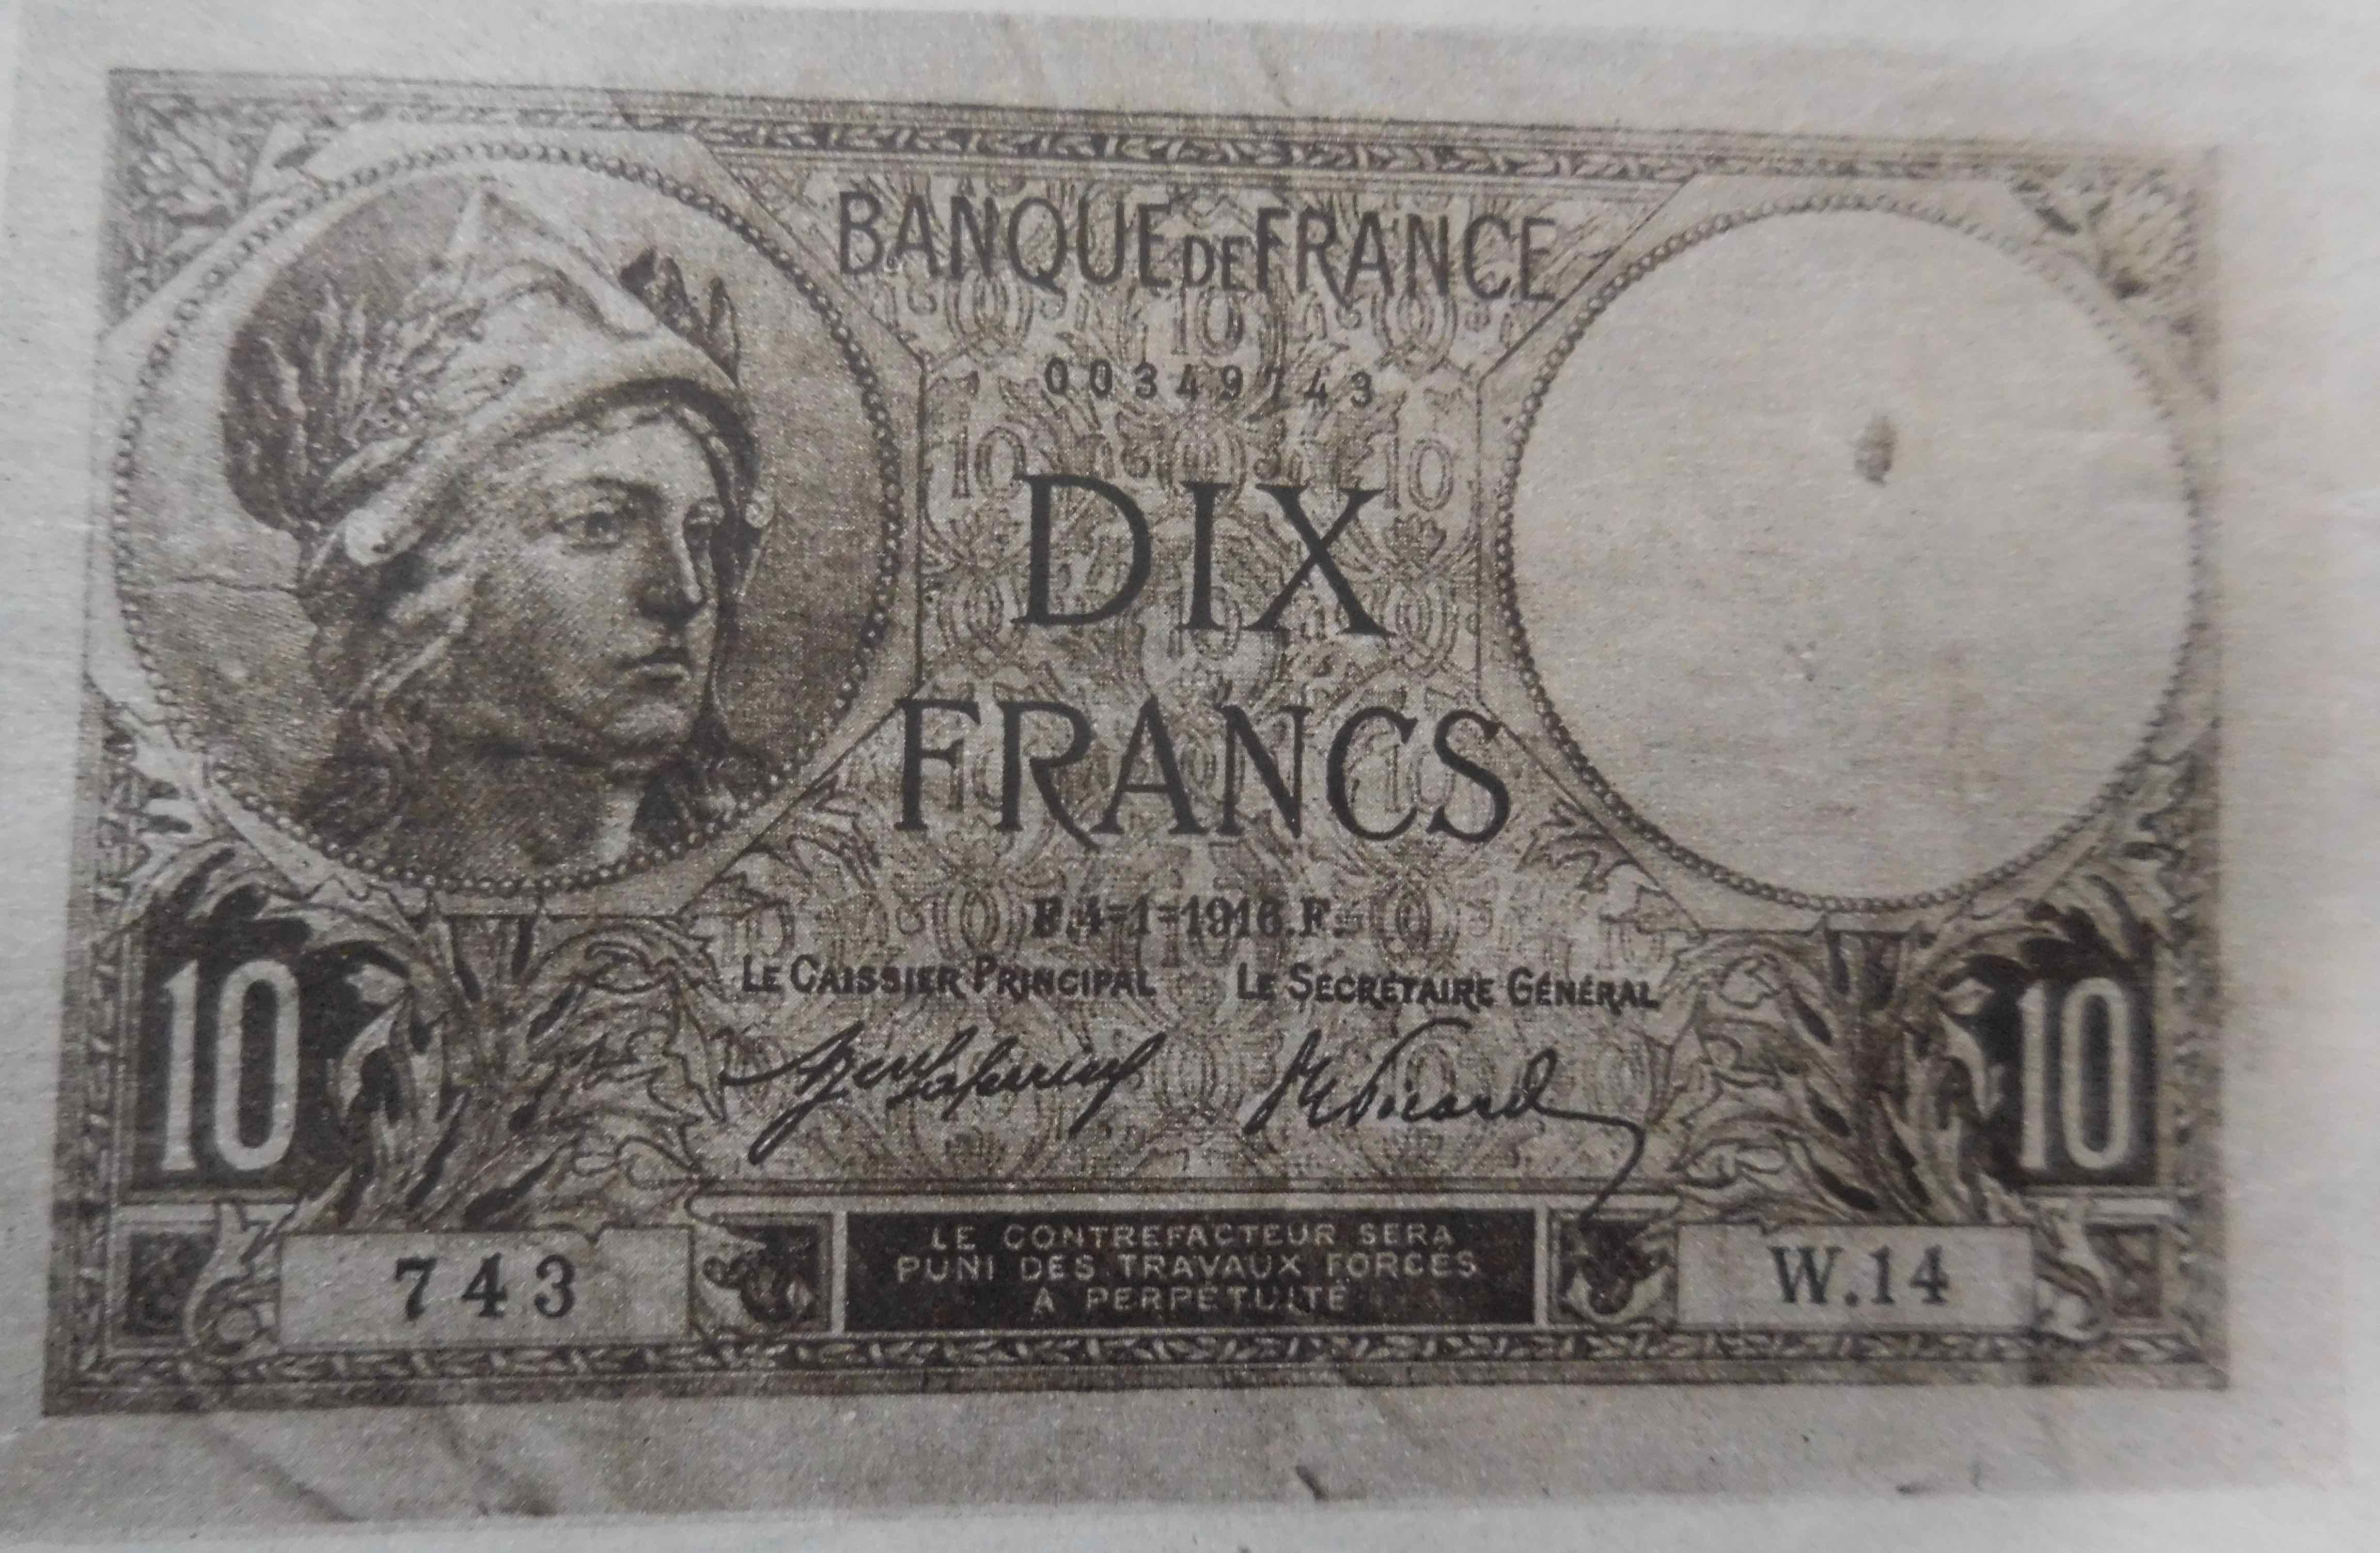 BANQUE DE FRANCE
00349743
DIX
FRANCS
F.4=1=1916.F.
LE CAISSIER PRINCIPAL LE SECRÉTAIRE GÉNÉRAL
10 10
LE CONTREFACTEUR SERA
PUNI DES TRAVAUX FORCÉS
À PERPÉTUITÉ
743 W.14